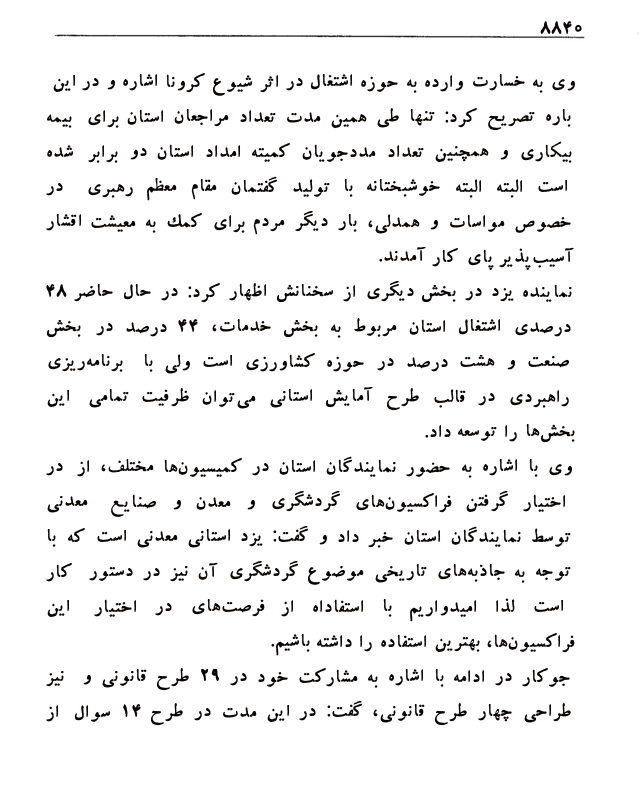 ۸۸۴۰
وی به خسارت وارده به حوزه اشتغال در اثر شیوع کرونا اشاره و در این
باره تصریح کرد: تنها طی همین مدت تعداد مراجعان استان برای بیمه
بیکاری و همچنین تعداد مددجویان کمیته امداد استان دو برابر شده
است البته البته خوشبختانه با تولید گفتمان مقام معظم رهبری در
خصوص مواسات و همدلی، بار دیگر مردم برای کمك به معیشت اقشار
آسیب‌پذیر پای کار آمدند.
نماینده یزد در بخش دیگری از سخنانش اظهار کرد: در حال حاضر ۴۸
درصدی اشتغال استان مربوط به بخش خدمات، ۴۴ درصد در بخش
صنعت و هشت درصد در حوزه کشاورزی است ولی با برنامه‌ریزی
راهبردی در قالب طرح آمایش استانی می‌توان ظرفیت تمامی این
بخش‌ها را توسعه داد.
وی با اشاره به حضور نمایندگان استان در کمیسیون‌ها مختلف، از در
اختیار گرفتن فراکسیون‌های گردشگری و معدن و صنایع معدنی
توسط نمایندگان استان خبر داد و گفت: یزد استانی معدنی است که با
توجه به جاذبه‌های تاریخی موضوع گردشگری آن نیز در دستور کار
است لذا امیدواریم با استفاداه از فرصت‌های در اختیار این
فراکسیون‌ها، بهترین استفاده را داشته باشیم.
جوکار در ادامه با اشاره به مشارکت خود در ۲۹ طرح قانونی و نیز
طراحی چهار طرح قانونی، گفت: در این مدت در طرح ۱۴ سوال از